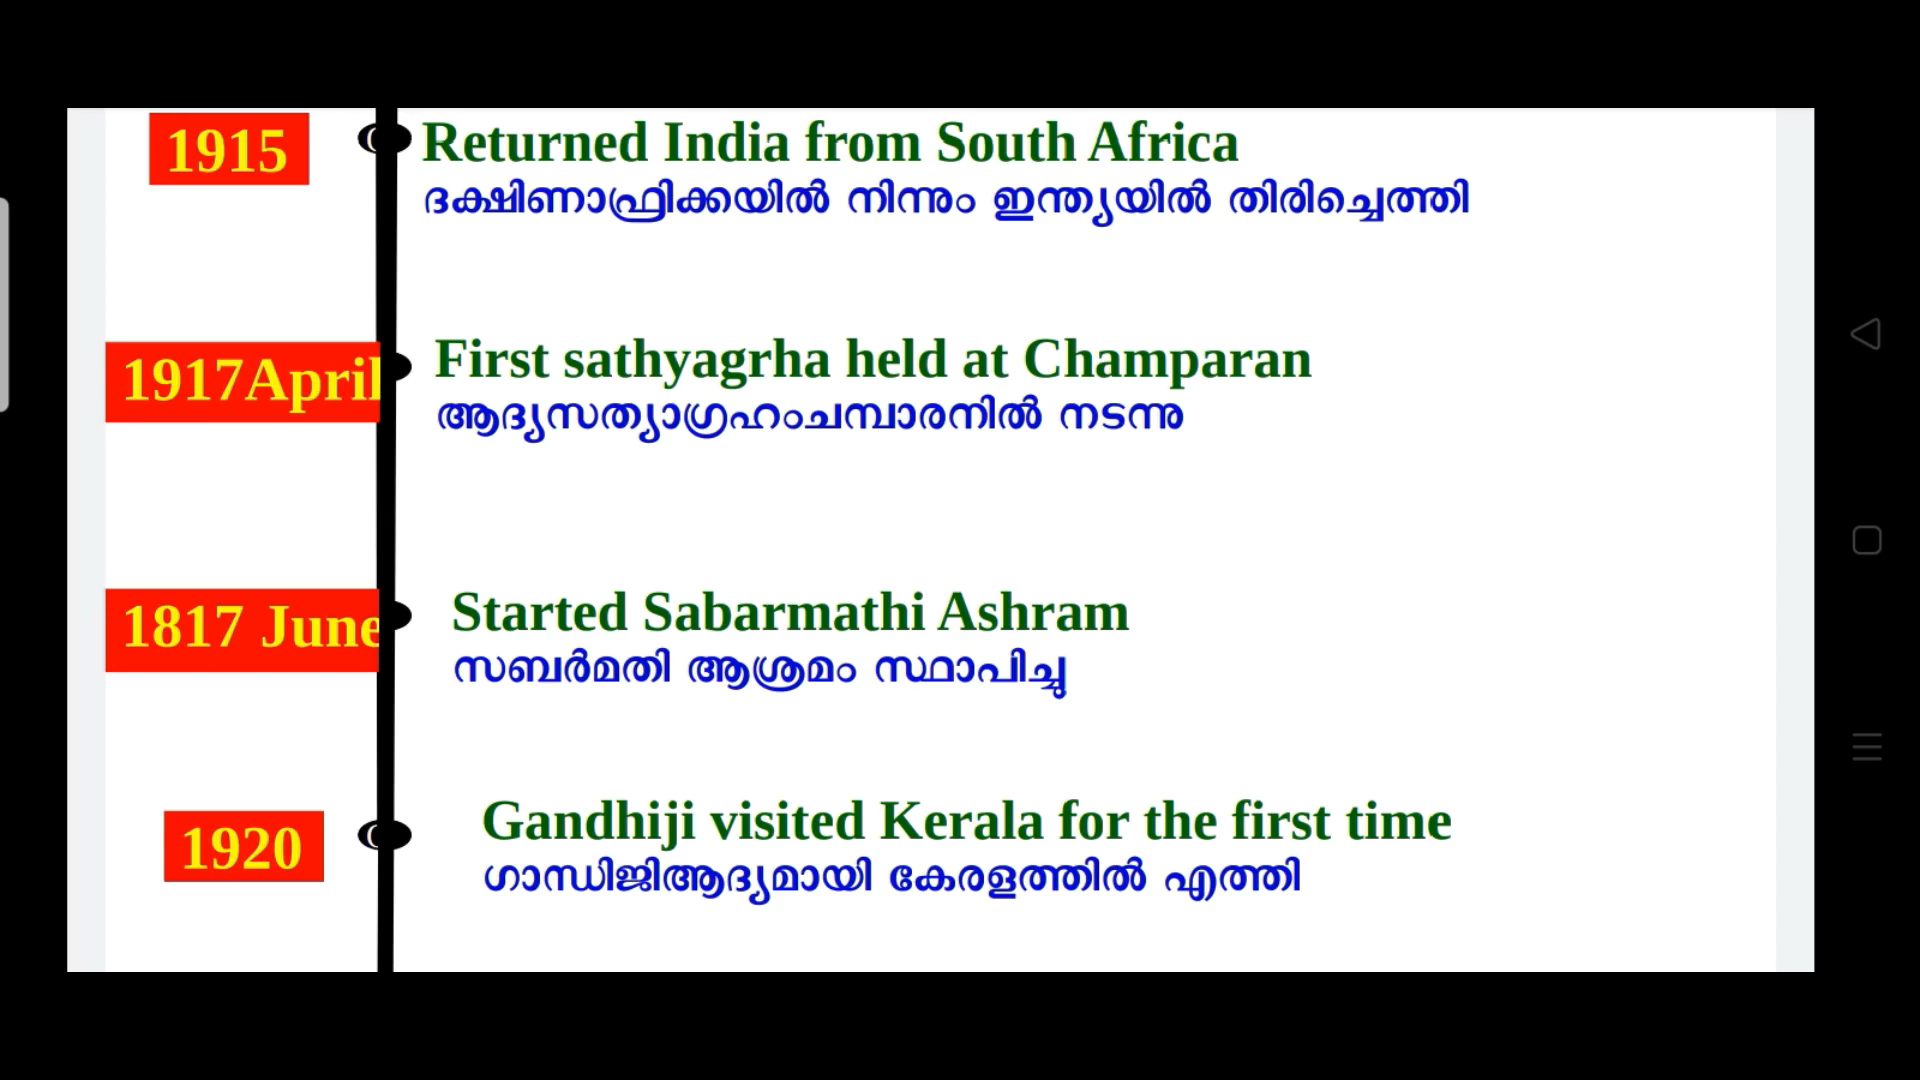 1915
Returned India from South Africa
ദക്ഷിണാഫ്രിക്കയിൽ നിന്നും ഇന്ത്യയിൽ തിരിച്ചെത്തി
1917April
First sathyagrha held at Champaran
ആദ്യസത്യാഗ്രഹംചമ്പാരനിൽ നടന്നു
1817 June
Started Sabarmathi Ashram
സബർമതി ആശ്രമം സ്ഥാപിച്ചു
1920
Gandhiji visited Kerala for the first time
ഗാന്ധിജിആദ്യമായി കേരളത്തിൽ എത്തി